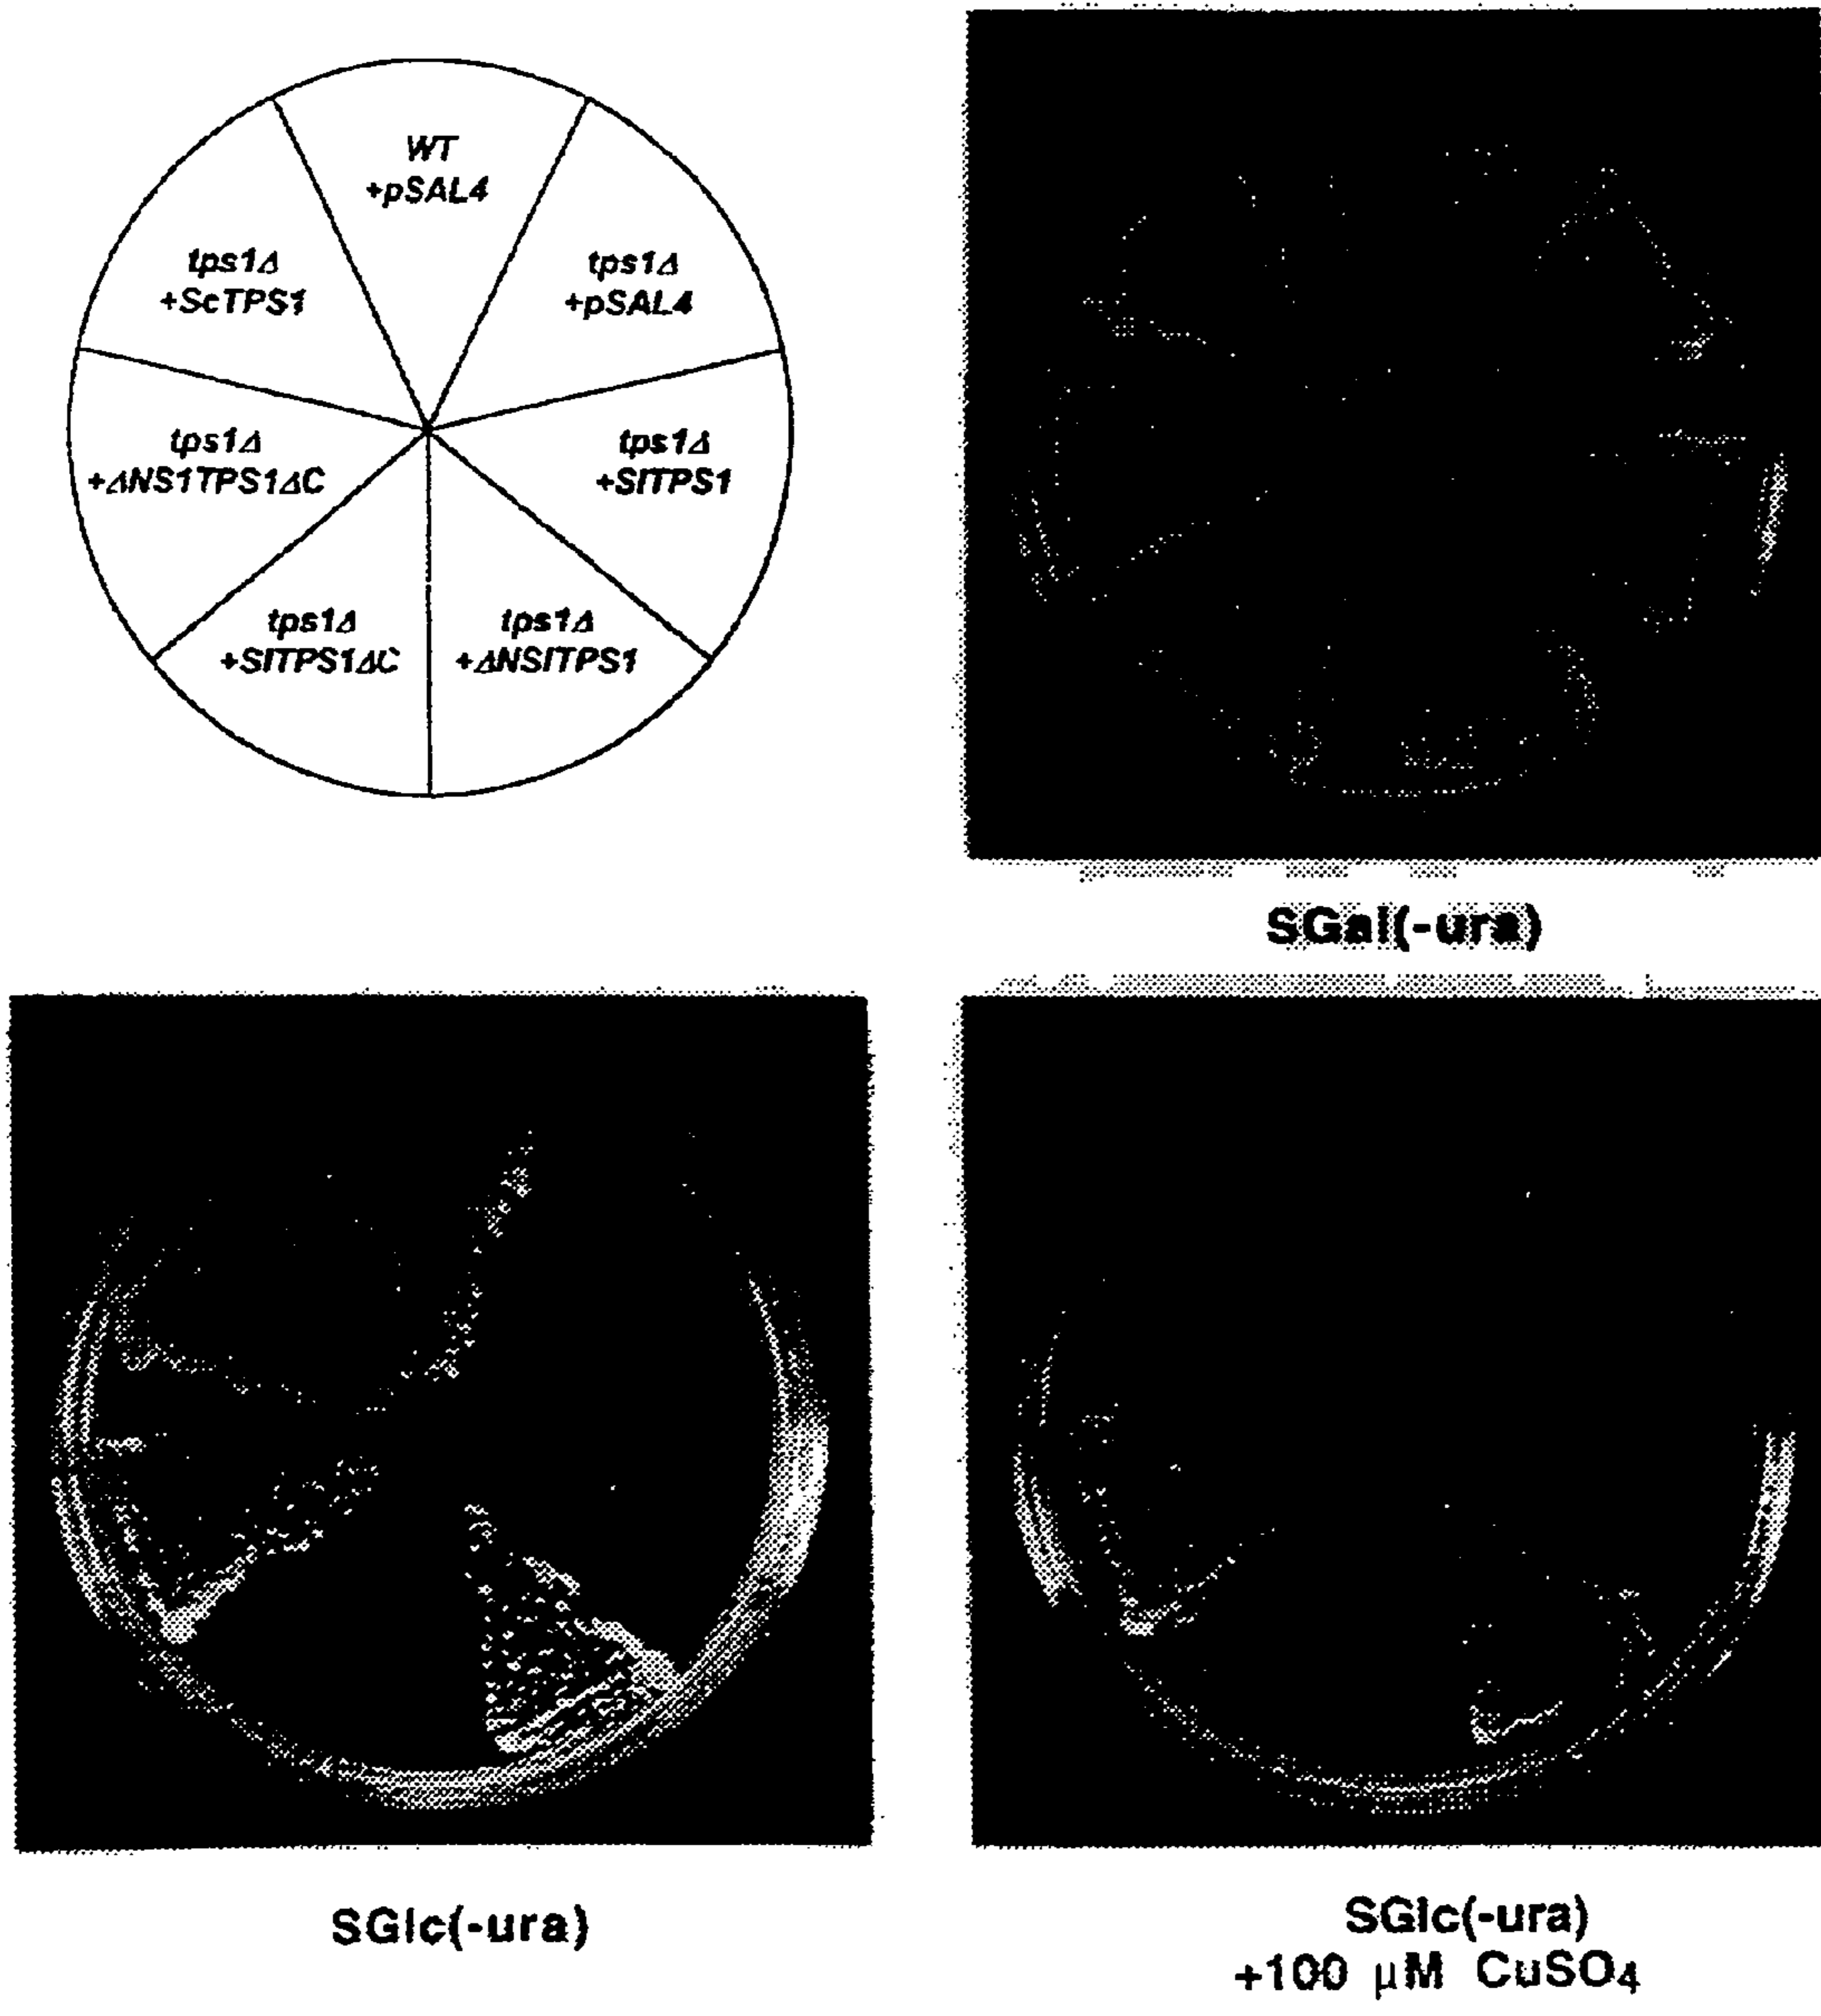 WT
+pSAL4
tps1Δ
+ScTPS1
tps1Δ
+pSAL4
tps1Δ
+ΔNS1TPS1ΔC
tps1Δ
+SlTPS1
tps1Δ
+SlTPS1ΔC
tps1Δ
+ΔNSlTPS1
SGal(-ura)
SGlc(-ura)
SGlc(-ura)
+100 μM CuSO4